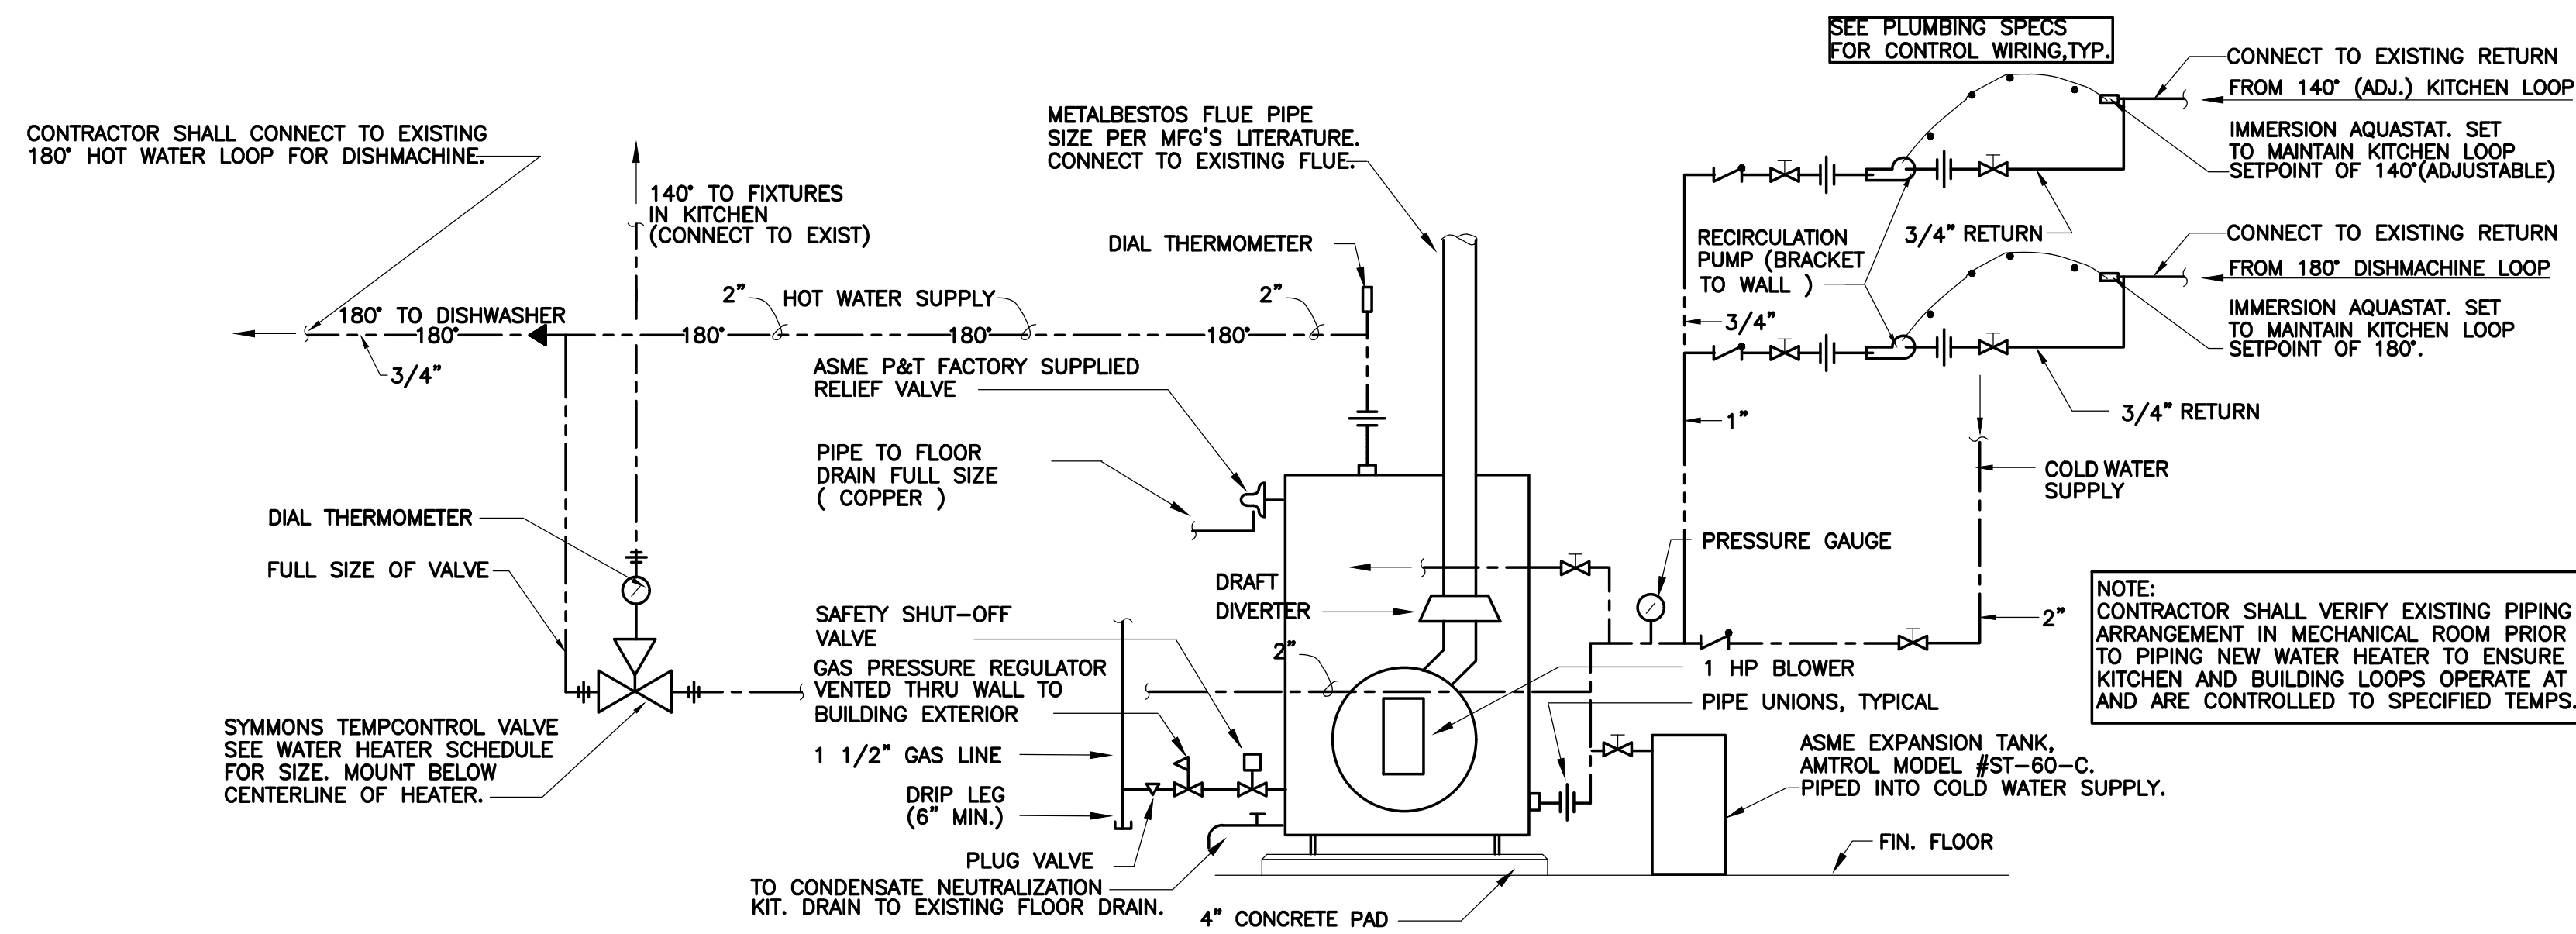 SEE PLUMBING SPECS
FOR CONTROL WIRING,TYP.
CONNECT TO EXISTING RETURN
FROM 140° (ADJ.) KITCHEN LOOP
IMMERSION AQUASTAT. SET
TO MAINTAIN KITCHEN LOOP
SETPOINT OF 140°(ADJUSTABLE)
CONTRACTOR SHALL CONNECT TO EXISTING
180° HOT WATER LOOP FOR DISHMACHINE.
140° TO FIXTURES
IN KITCHEN
(CONNECT TO EXIST)
METALBESTOS FLUE PIPE
SIZE PER MFG'S LITERATURE.
CONNECT TO EXISTING FLUE.
DIAL THERMOMETER
RECIRCULATION
PUMP (BRACKET
TO WALL )
3/4" RETURN
CONNECT TO EXISTING RETURN
FROM 180° DISHMACHINE LOOP
IMMERSION AQUASTAT. SET
TO MAINTAIN KITCHEN LOOP
SETPOINT OF 180°.
2"
HOT WATER SUPPLY
2"
180° TO DISHWASHER
180°
180°
180°
180°
3/4"
3/4"
ASME P&T FACTORY SUPPLIED
RELIEF VALVE
1"
3/4" RETURN
PIPE TO FLOOR
DRAIN FULL SIZE
( COPPER )
COLD WATER
SUPPLY
DIAL THERMOMETER
FULL SIZE OF VALVE
PRESSURE GAUGE
DRAFT
DIVERTER
SAFETY SHUT-OFF
VALVE
2"
2"
NOTE:
CONTRACTOR SHALL VERIFY EXISTING PIPING
ARRANGEMENT IN MECHANICAL ROOM PRIOR
TO PIPING NEW WATER HEATER TO ENSURE
KITCHEN AND BUILDING LOOPS OPERATE AT
AND ARE CONTROLLED TO SPECIFIED TEMPS.
GAS PRESSURE REGULATOR
VENTED THRU WALL TO
BUILDING EXTERIOR
1 HP BLOWER
PIPE UNIONS, TYPICAL
SYMMONS TEMPCONTROL VALVE
SEE WATER HEATER SCHEDULE
FOR SIZE. MOUNT BELOW
CENTERLINE OF HEATER.
1 1/2" GAS LINE
ASME EXPANSION TANK,
AMTROL MODEL #ST-60-C.
PIPED INTO COLD WATER SUPPLY.
DRIP LEG
(6" MIN.)
FIN. FLOOR
PLUG VALVE
TO CONDENSATE NEUTRALIZATION
KIT. DRAIN TO EXISTING FLOOR DRAIN.
4" CONCRETE PAD